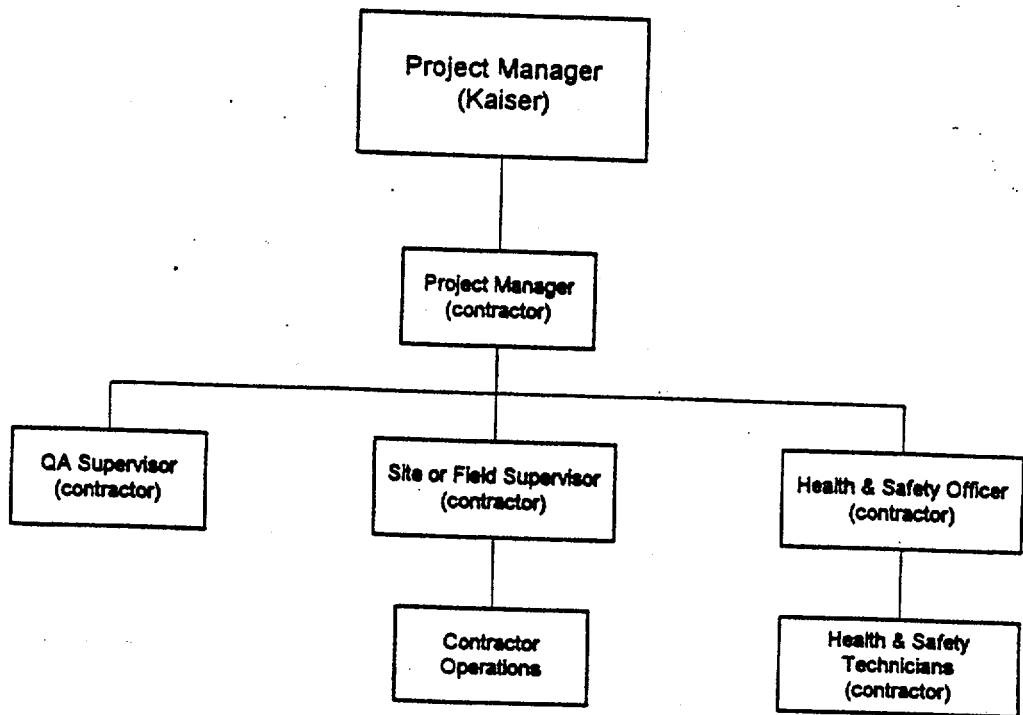 Project Manager
(Kaiser)
Project Manager
(contractor)
QA Supervisor
(contractor)
Site or Field Supervisor
(contractor)
Health & Safety Officer
(contractor)
Contractor
Operations
Health & Safety
Technicians
(contractor)